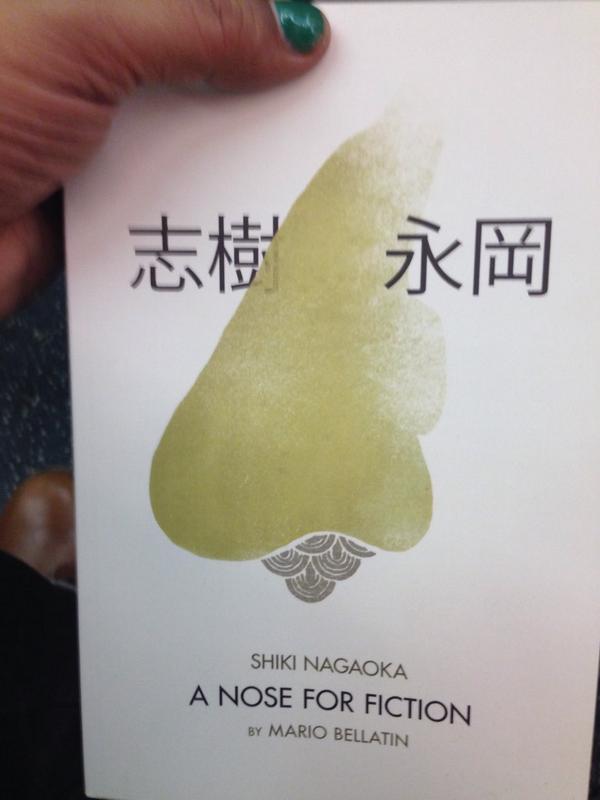 志樹 永岡
SHIKI NAGAOKA
A NOSE FOR FICTION
BY MARIO BELLATIN